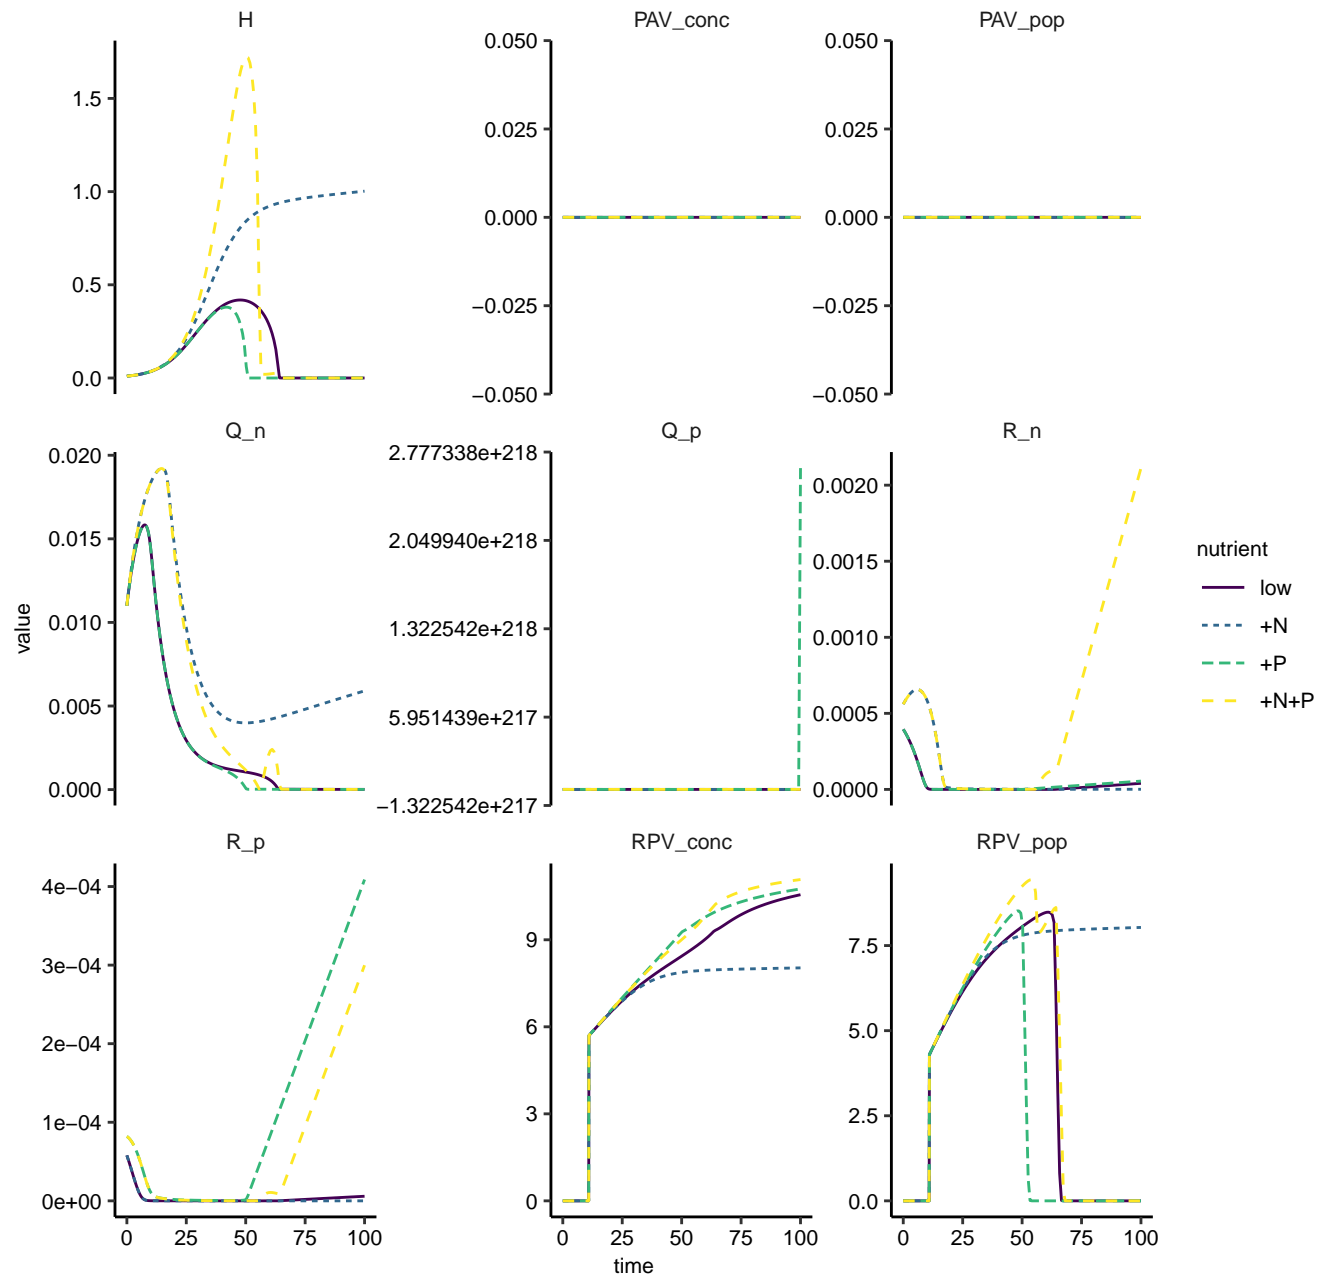 H
PAV_conc
PAV_pop
1.5
1.0
0.5
0.0
0.050
0.025
0.000
−0.025
−0.050
0.050
0.025
0.000
−0.025
−0.050
Q_n
Q_p
R_n
0.020
0.015
0.010
0.005
0.000
2.777338e+218
2.049940e+218
1.322542e+218
5.951439e+217
−1.322542e+217
0.0020
0.0015
0.0010
0.0005
0.0000
value
nutrient
low
+N
+P
+N+P
R_p
RPV_conc
RPV_pop
4e−04
3e−04
2e−04
1e−04
0e+00
9
6
3
0
7.5
5.0
2.5
0.0
0 25 50 75 100
0 25 50 75 100
0 25 50 75 100
time